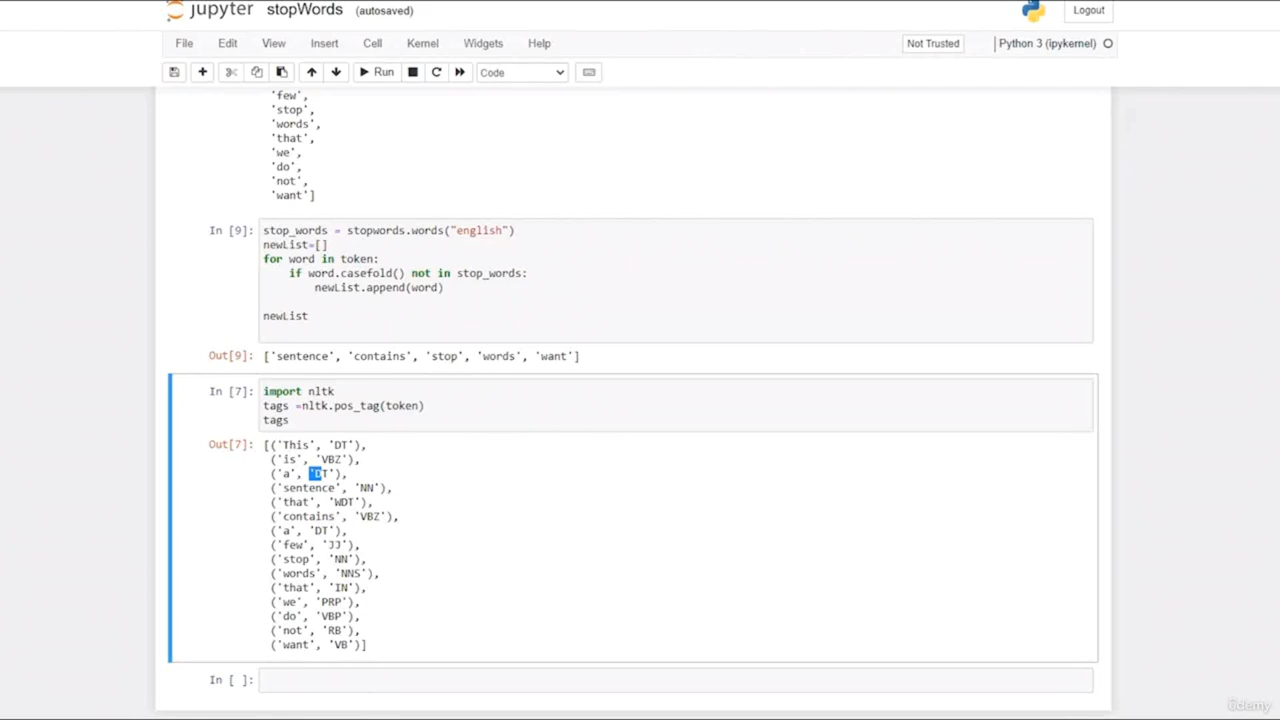 jupyter stopWords (autosaved)
Logout
File Edit View Insert Cell Kernel Widgets Help
Not Trusted
Python 3 (ipykernel)
Run
Code
'few',
'stop',
'words',
'that',
'we',
'do',
'not',
'want']
In [9]:
stop_words = stopwords.words("english")
newList=[]
for word in token:
    if word.casefold() not in stop_words:
        newList.append(word)
newList
Out[9]: ['sentence', 'contains', 'stop', 'words', 'want']
In [7]:
import nltk
tags =nltk.pos_tag(token)
tags
Out[7]: [('This', 'DT'),
('is', 'VBZ'),
('a', 'DT'),
('sentence', 'NN'),
('that', 'WDT'),
('contains', 'VBZ'),
('a', 'DT'),
('few', 'JJ'),
('stop', 'NN'),
('words', 'NNS'),
('that', 'IN'),
('we', 'PRP'),
('do', 'VBP'),
('not', 'RB'),
('want', 'VB')]
In [ ]:
ûdemy